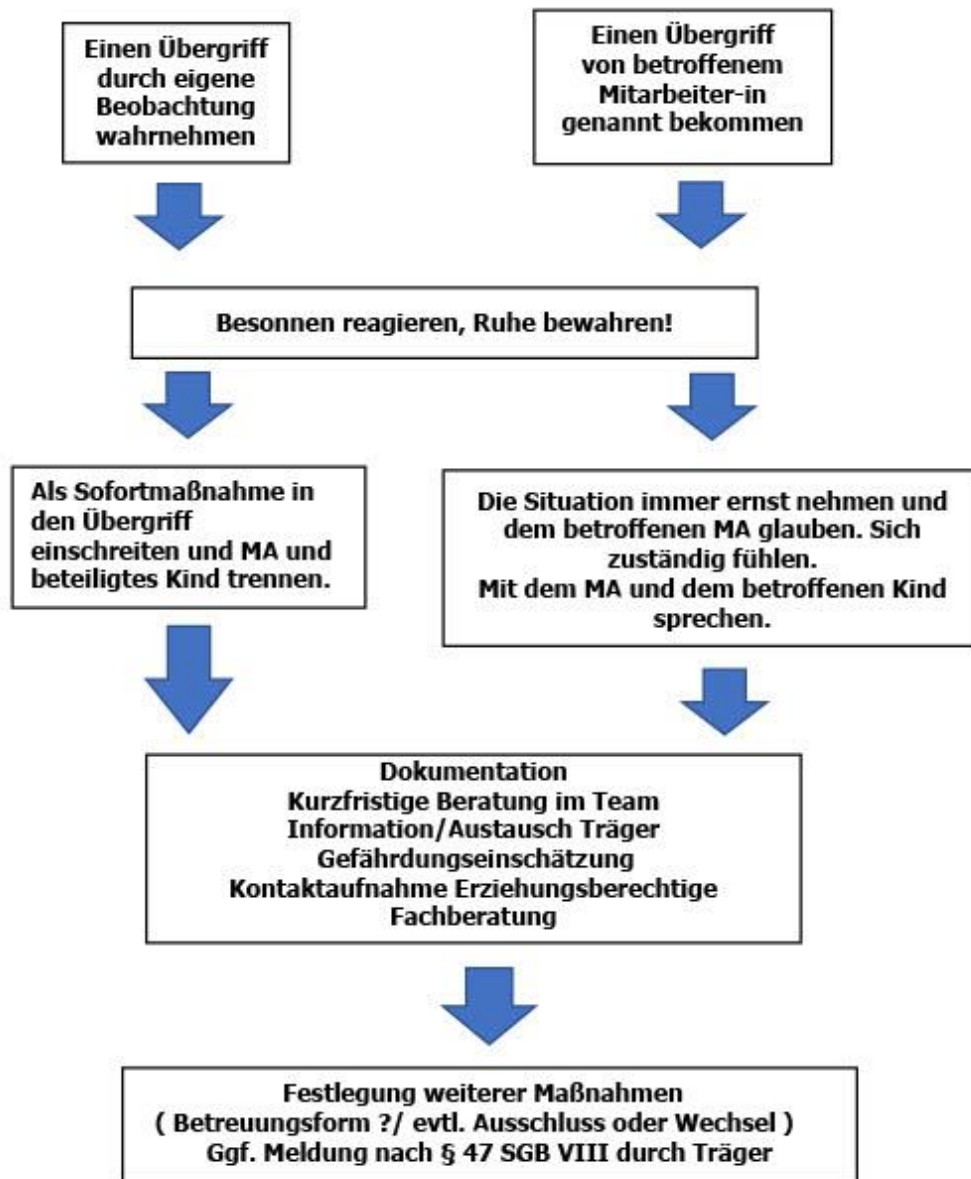 Einen Übergriff
durch eigene
Beobachtung
wahrnehmen
Einen Übergriff
von betroffenem
Mitarbeiter-in
genannt bekommen
Besonnen reagieren, Ruhe bewahren!
Als Sofortmaßnahme in
den Übergriff
einschreiten und MA und
beteiligtes Kind trennen.
Die Situation immer ernst nehmen und
dem betroffenen MA glauben. Sich
zuständig fühlen.
Mit dem MA und dem betroffenen Kind
sprechen.
Dokumentation
Kurzfristige Beratung im Team
Information/Austausch Träger
Gefährdungseinschätzung
Kontaktaufnahme Erziehungsberechtige
Fachberatung
Festlegung weiterer Maßnahmen
( Betreuungsform ?/ evtl. Ausschluss oder Wechsel )
Ggf. Meldung nach § 47 SGB VIII durch Träger